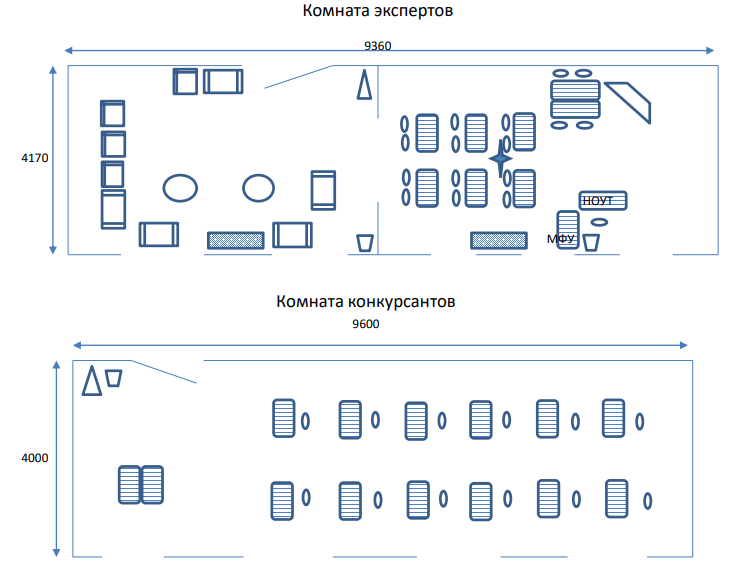 Комната экспертов
9360
4170
НОУТ
МФУ
Комната конкурсантов
9600
4000